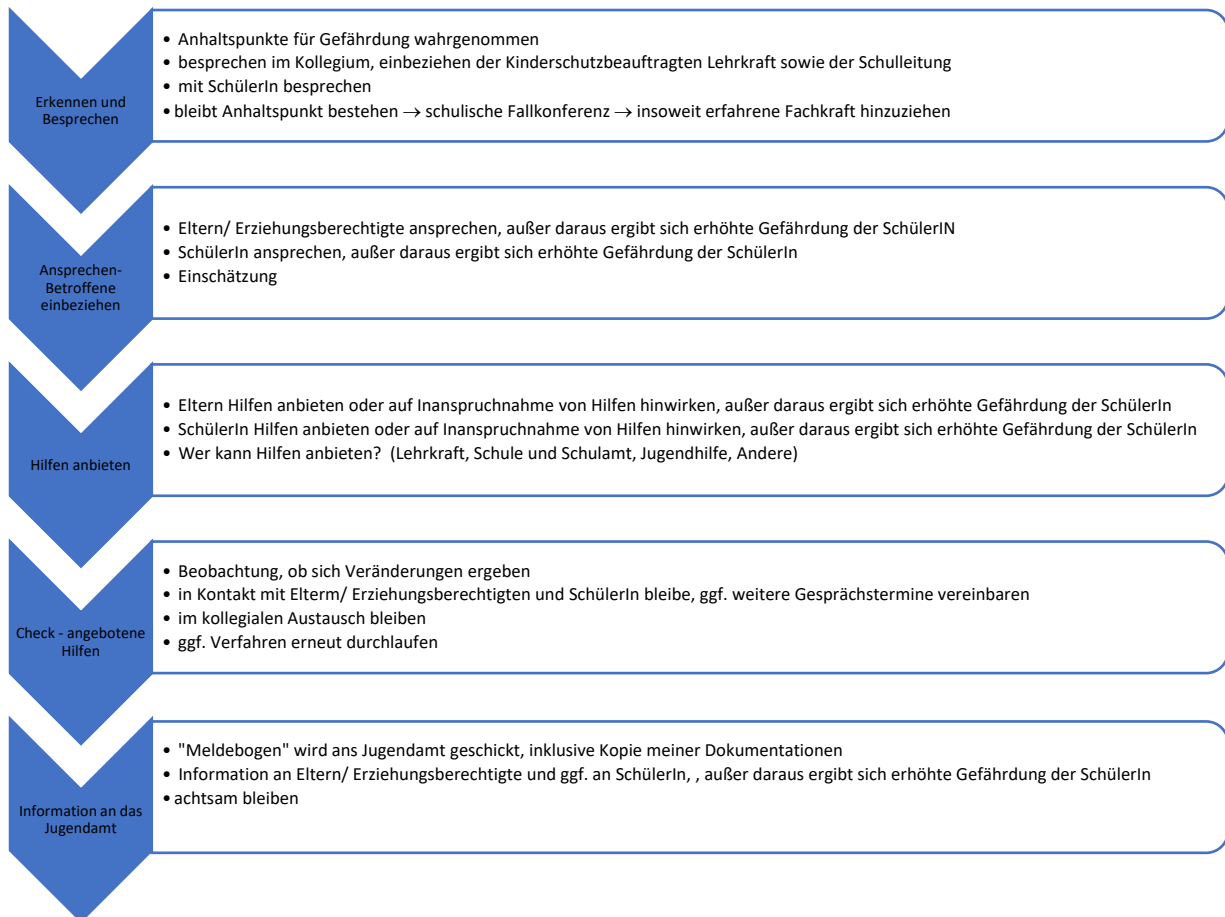 Erkennen und
Besprechen
• Anhaltspunkte für Gefährdung wahrgenommen
• besprechen im Kollegium, einbeziehen der Kinderschutzbeauftragten Lehrkraft sowie der Schulleitung
• mit SchülerIn besprechen
• bleibt Anhaltspunkt bestehen → schulische Fallkonferenz → insoweit erfahrene Fachkraft hinzuziehen
Ansprechen-
Betroffene
einbeziehen
• Eltern/ Erziehungsberechtigte ansprechen, außer daraus ergibt sich erhöhte Gefährdung der SchülerIN
• SchülerIn ansprechen, außer daraus ergibt sich erhöhte Gefährdung der SchülerIn
• Einschätzung
Hilfen anbieten
• Eltern Hilfen anbieten oder auf Inanspruchnahme von Hilfen hinwirken, außer daraus ergibt sich erhöhte Gefährdung der SchülerIn
• SchülerIn Hilfen anbieten oder auf Inanspruchnahme von Hilfen hinwirken, außer daraus ergibt sich erhöhte Gefährdung der SchülerIn
• Wer kann Hilfen anbieten? (Lehrkraft, Schule und Schulamt, Jugendhilfe, Andere)
Check - angebotene
Hilfen
• Beobachtung, ob sich Veränderungen ergeben
• in Kontakt mit Elterm/ Erziehungsberechtigten und SchülerIn bleibe, ggf. weitere Gesprächstermine vereinbaren
• im kollegialen Austausch bleiben
• ggf. Verfahren erneut durchlaufen
Information an das
Jugendamt
• "Meldebogen" wird ans Jugendamt geschickt, inklusive Kopie meiner Dokumentationen
• Information an Eltern/ Erziehungsberechtigte und ggf. an SchülerIn, , außer daraus ergibt sich erhöhte Gefährdung der SchülerIn
• achtsam bleiben